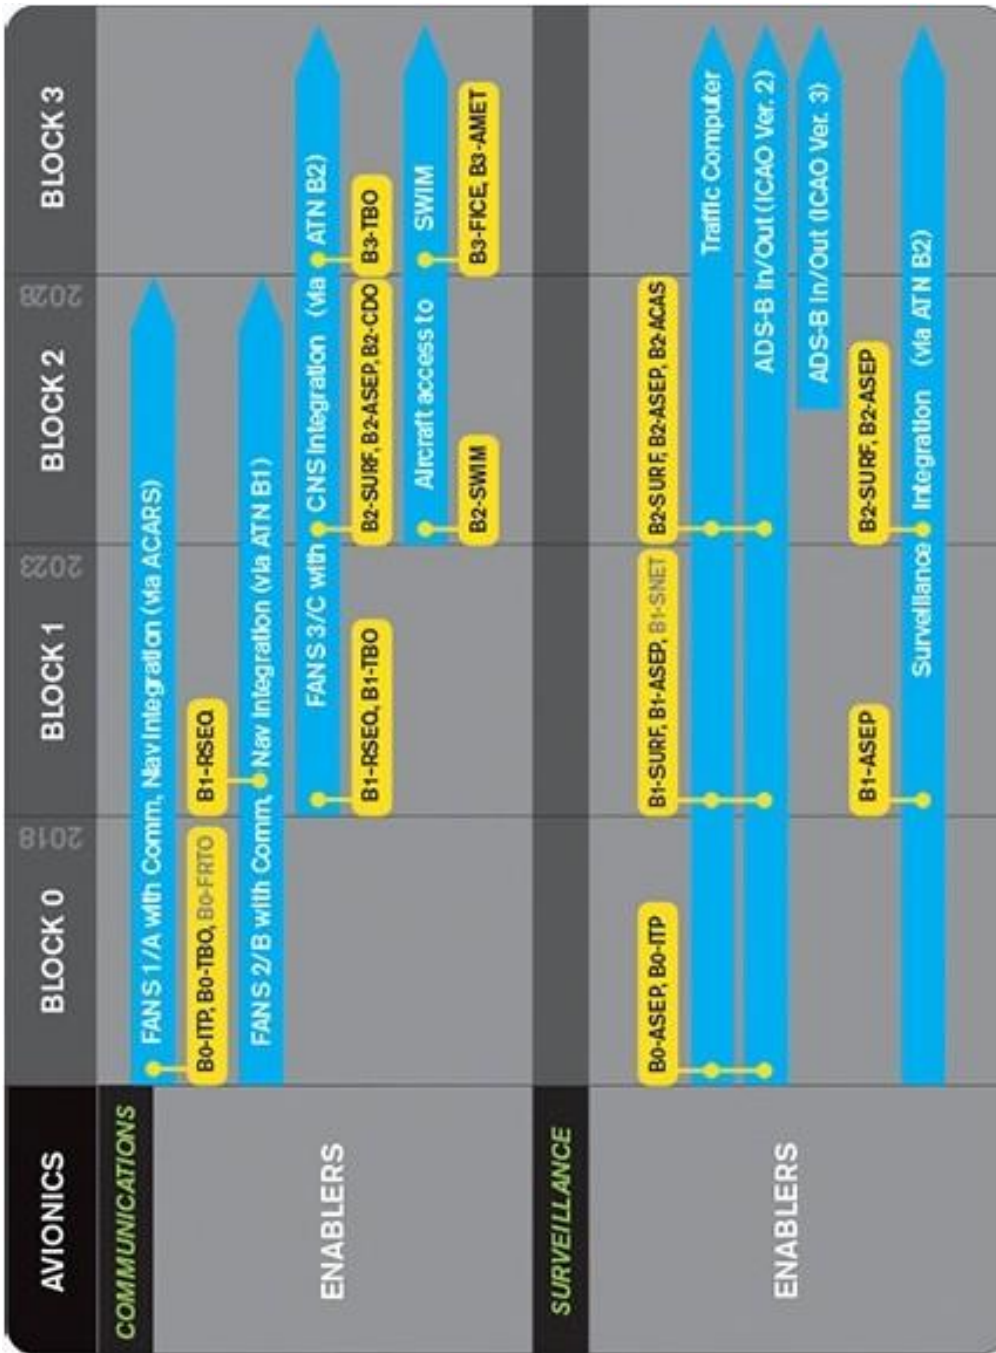 AVIONICS
BLOCK 0
2018
BLOCK 1
2023
BLOCK 2
2028
BLOCK 3
COMMUNICATIONS
ENABLERS
FANS 1/A with Comm, Nav Integration (via ACARS)
B0-ITP, B0-TBO, B0-FRTO
B1-RSEQ
FANS 2/B with Comm, Nav Integration (via ATN B1)
FANS 3/C with CNS Integration (via ATN B2)
B1-RSEQ, B1-TBO
B2-SURF, B2-ASEP, B2-CDO
B3-TBO
Aircraft access to SWIM
B2-SWIM
B3-FICE, B3-AMET
SURVEILLANCE
ENABLERS
B0-ASEP, B0-ITP
B1-SURF, B1-ASEP, B1-SNET
B2-SURF, B2-ASEP, B2-ACAS
Traffic Computer
ADS-B In/Out (ICAO Ver. 2)
ADS-B In/Out (ICAO Ver. 3)
B1-ASEP
B2-SURF, B2-ASEP
Surveillance Integration (via ATN B2)